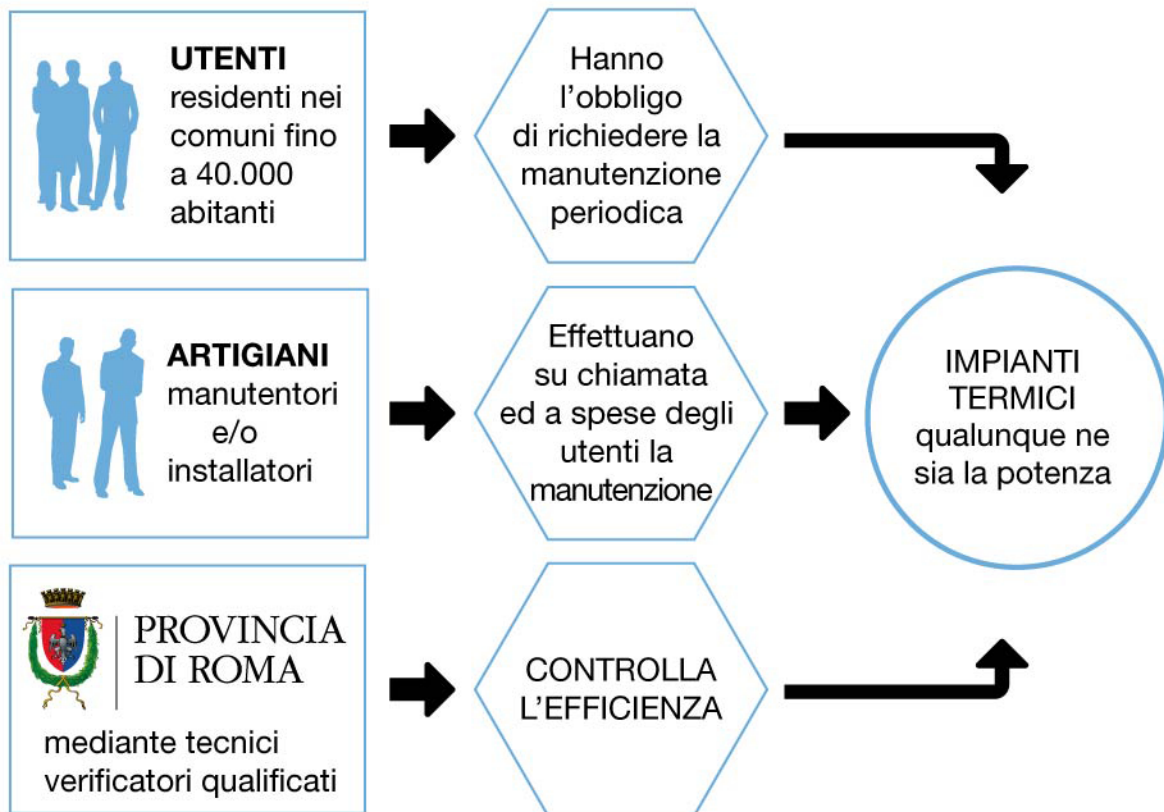 UTENTI
residenti nei
comuni fino
a 40.000
abitanti
Hanno
l’obbligo
di richiedere la
manutenzione
periodica
ARTIGIANI
manutentori
e/o
installatori
Effettuano
su chiamata
ed a spese degli
utenti la
manutenzione
IMPIANTI
TERMICI
qualunque ne
sia la potenza
PROVINCIA
DI ROMA
mediante tecnici
verificatori qualificati
CONTROLLA
L’EFFICIENZA